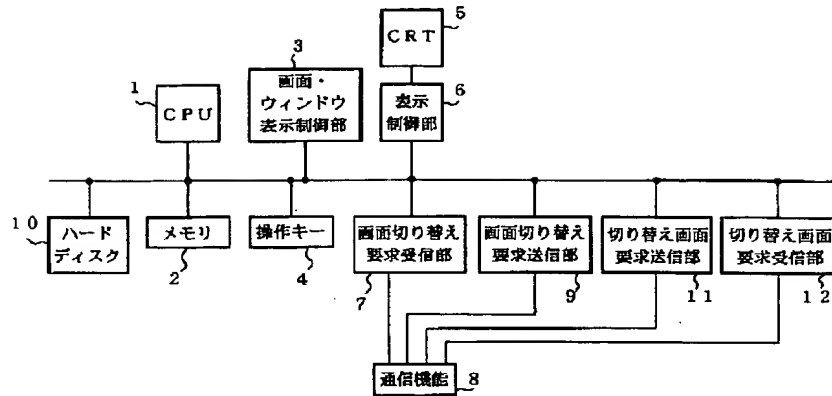 5
CRT
3
画面・
ウィンドウ
表示制御部
6
表示
制御部
1
CPU
10
ハード
ディスク
メモリ
2
操作キー
4
画面切り替え
要求受信部
7
画面切り替え
要求送信部
9
切り替え画面
要求送信部
11
切り替え画面
要求受信部
12
通信機能
8